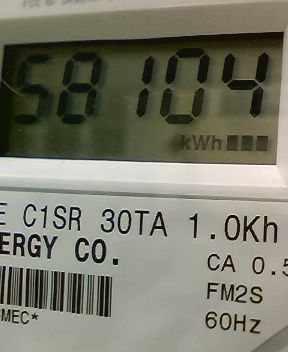 58104
kWh
E C1SR 30TA 1.0Kh
ERGY CO.
CA 0.5
FM2S
MEC*
60Hz